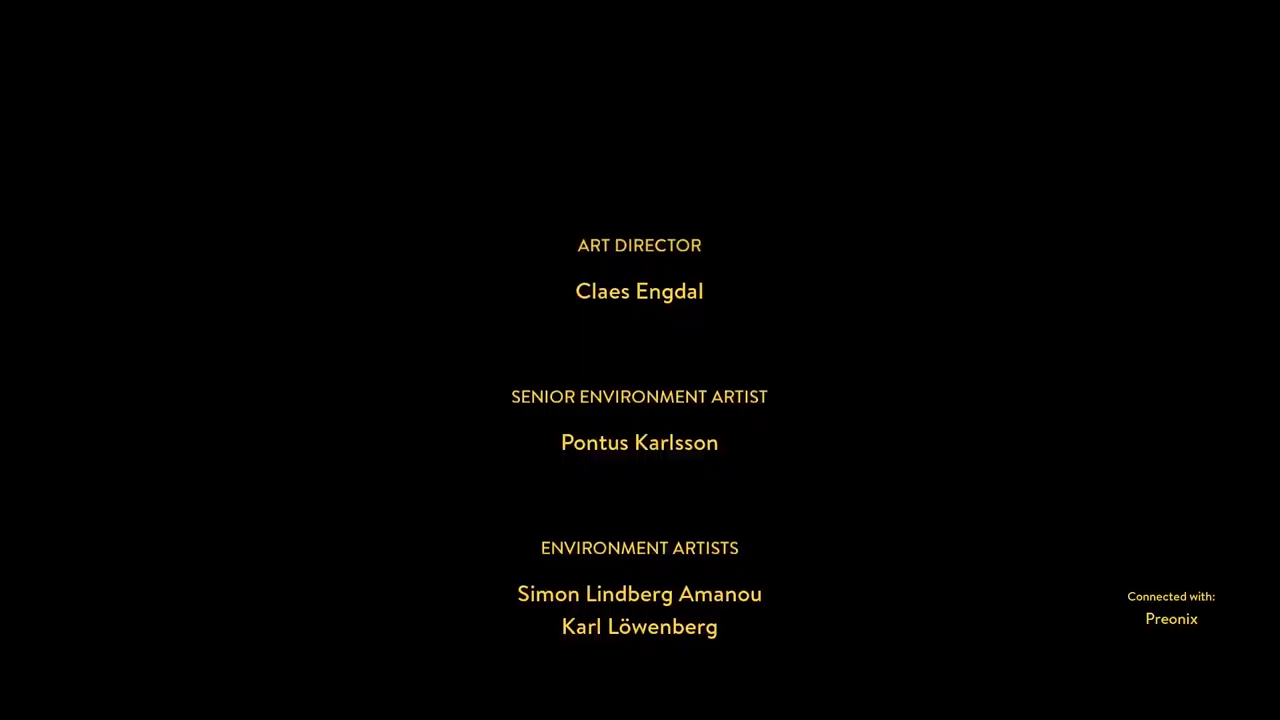 ART DIRECTOR
Claes Engdal
SENIOR ENVIRONMENT ARTIST
Pontus Karlsson
ENVIRONMENT ARTISTS
Simon Lindberg Amanou
Karl Löwenberg
Connected with:
Preonix